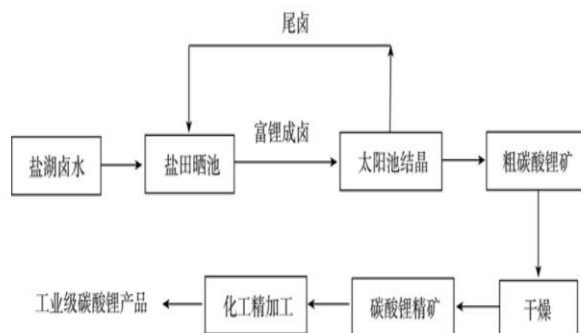 尾卤
富锂成卤
盐湖卤水
盐田晒池
太阳池结晶
粗碳酸锂矿
工业级碳酸锂产品
化工精加工
碳酸锂精矿
干燥